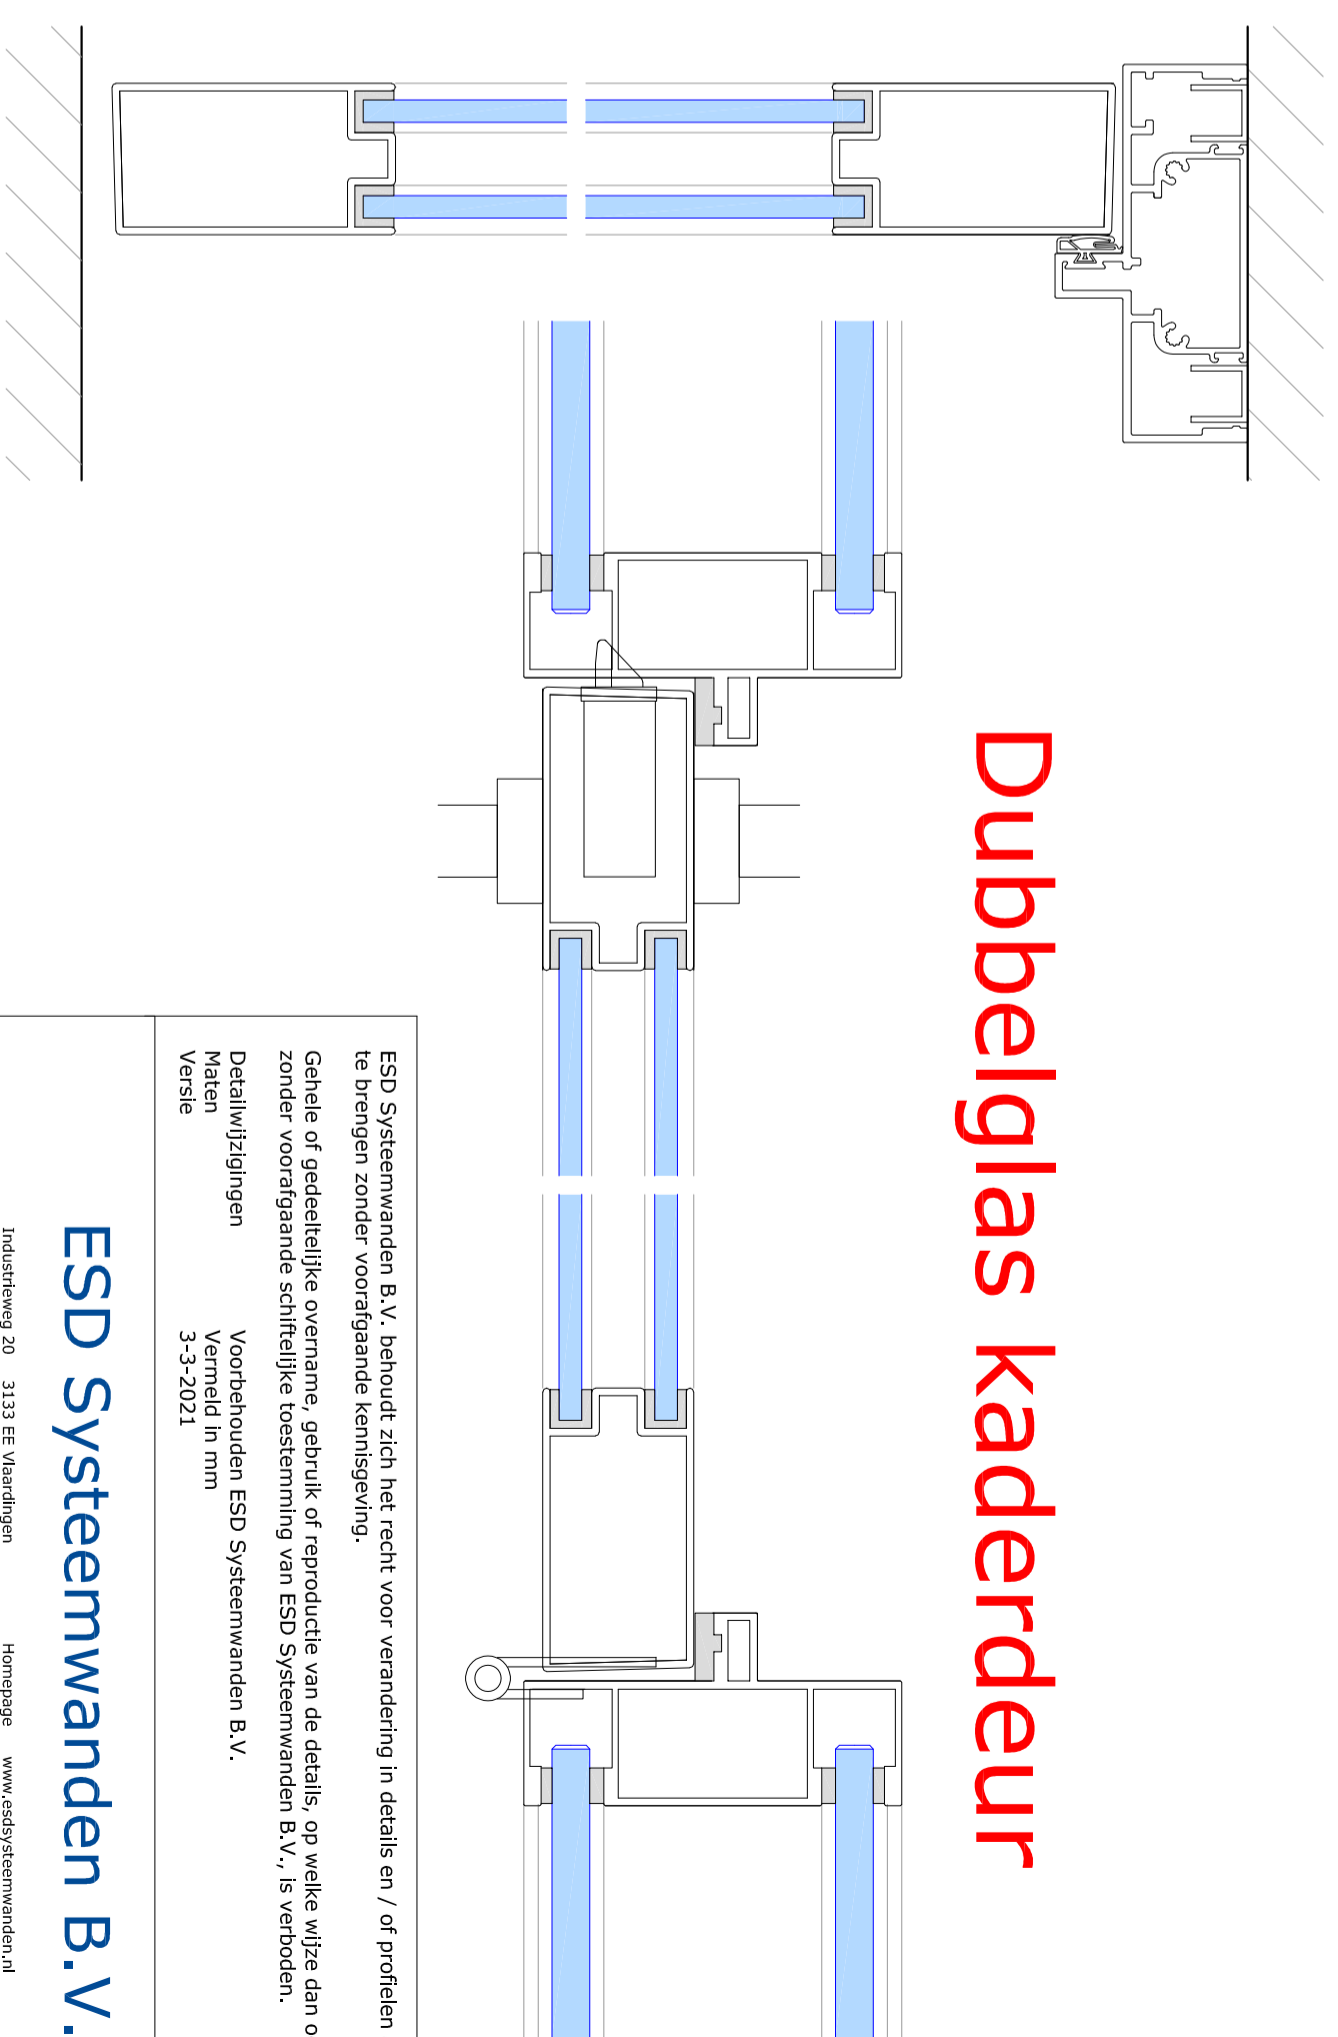 Dubbelglas kaderdeur
ESD Systeemwanden B.V. behoudt zich het recht voor verandering in details en / of profielen
te brengen zonder voorafgaande kennisgeving.
Gehele of gedeeltelijke overname, gebruik of reproductie van de details, op welke wijze dan o
zonder voorafgaande schiftelijke toestemming van ESD Systeemwanden B.V., is verboden.
Detailwijzigingen Voorbehouden ESD Systeemwanden B.V.
Maten Vermeld in mm
Versie 3-3-2021
ESD Systeemwanden B.V.
Industrieweg 20 3133 EE Vlaardingen Homepage www.esdsysteemwanden.nl